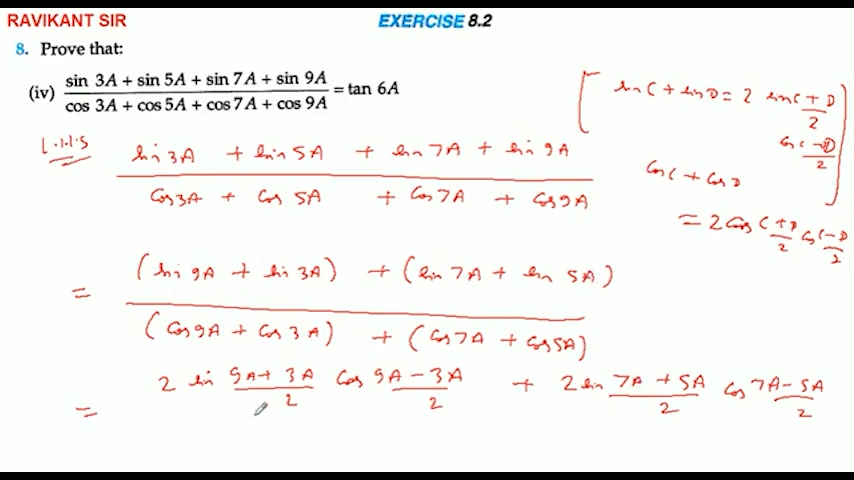 RAVIKANT SIR
EXERCISE 8.2
8. Prove that:
(iv) (sin 3A + sin 5A + sin 7A + sin 9A)/(cos 3A + cos 5A + cos 7A + cos 9A) = tan 6A
[ sin C + sin D = 2 sin (C + D)/2
cos (C - D)/2
cos C + cos D
= 2 cos (C + D)/2 cos (C - D)/2 ]
L.H.S
sin 3A + sin 5A + sin 7A + sin 9A
cos 3A + cos 5A + cos 7A + cos 9A
= (sin 9A + sin 3A) + (sin 7A + sin 5A)
(cos 9A + cos 3A) + (cos 7A + cos 5A)
= 2 sin (9A + 3A)/2 cos (9A - 3A)/2 + 2 sin (7A + 5A)/2 cos (7A - 5A)/2